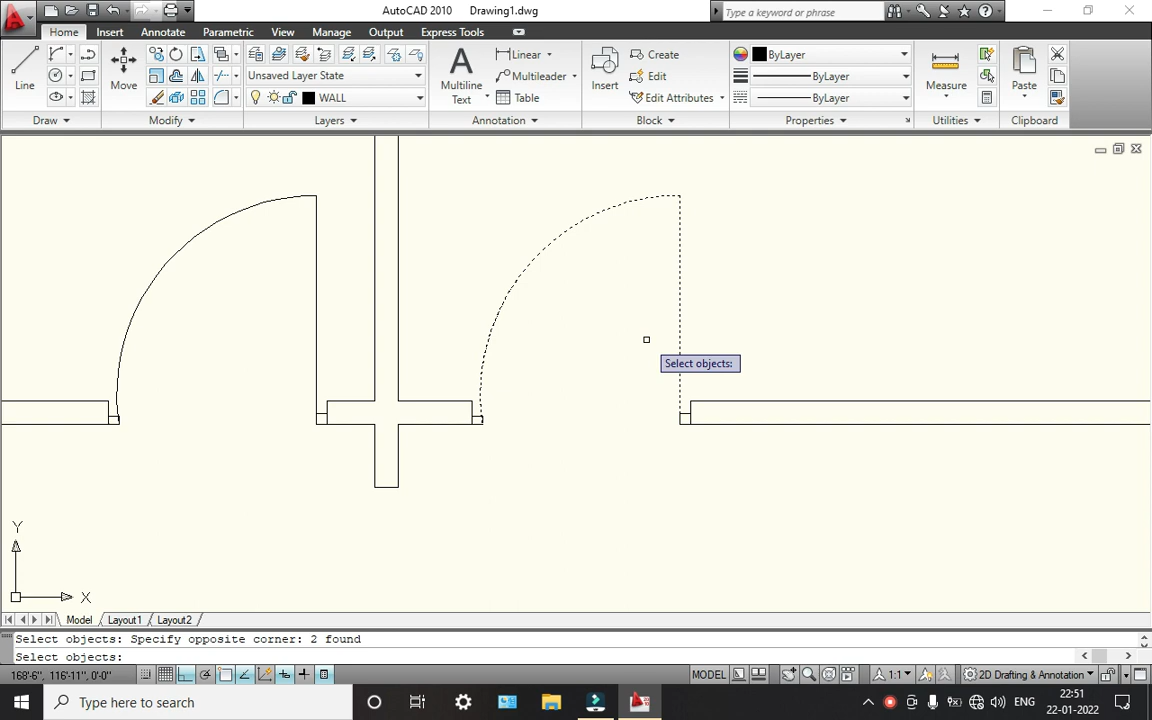 AutoCAD 2010 Drawing1.dwg
Type a keyword or phrase
Home Insert Annotate Parametric View Manage Output Express Tools
Linear Create ByLayer
Unsaved Layer State Multileader Edit ByLayer
Line Move Multiline Text Insert Measure Paste
WALL Table Edit Attributes ByLayer
Draw Modify Layers Annotation Block Properties Utilities Clipboard
Select objects:
Y
X
Model Layout1 Layout2
Select objects: Specify opposite corner: 2 found
Select objects:
168'-6", 116'-11", 0'-0" MODEL 1:1 2D Drafting & Annotation
Type here to search ENG 22:51
22-01-2022